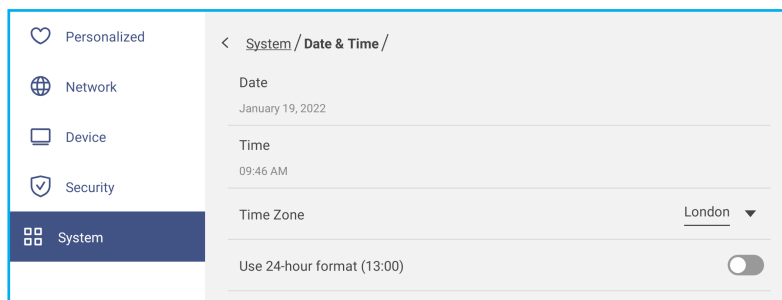 Personalized
Network
Device
Security
System
System / Date & Time /
Date
January 19, 2022
Time
09:46 AM
Time Zone
London
Use 24-hour format (13:00)